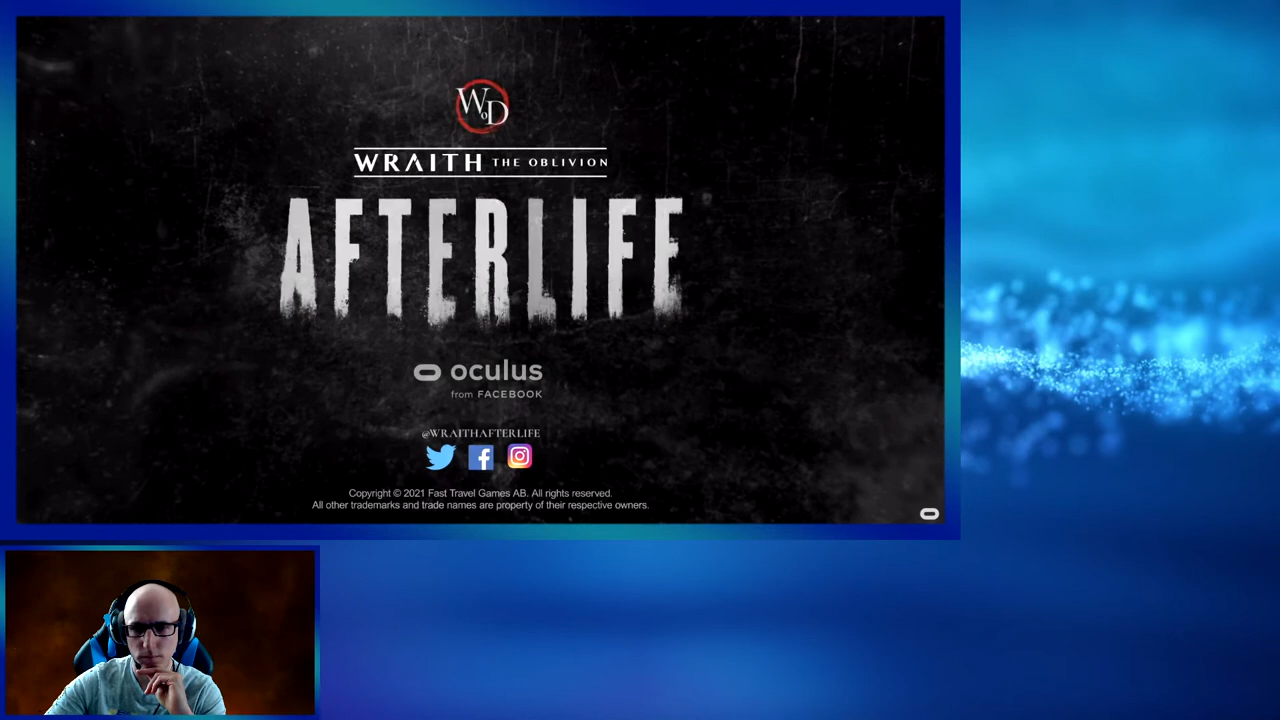 WoD
WRAITH THE OBLIVION
AFTERLIFE
oculus
from FACEBOOK
@WRAITHAFTERLIFE
Copyright © 2021 Fast Travel Games AB. All rights reserved.
All other trademarks and trade names are property of their respective owners.